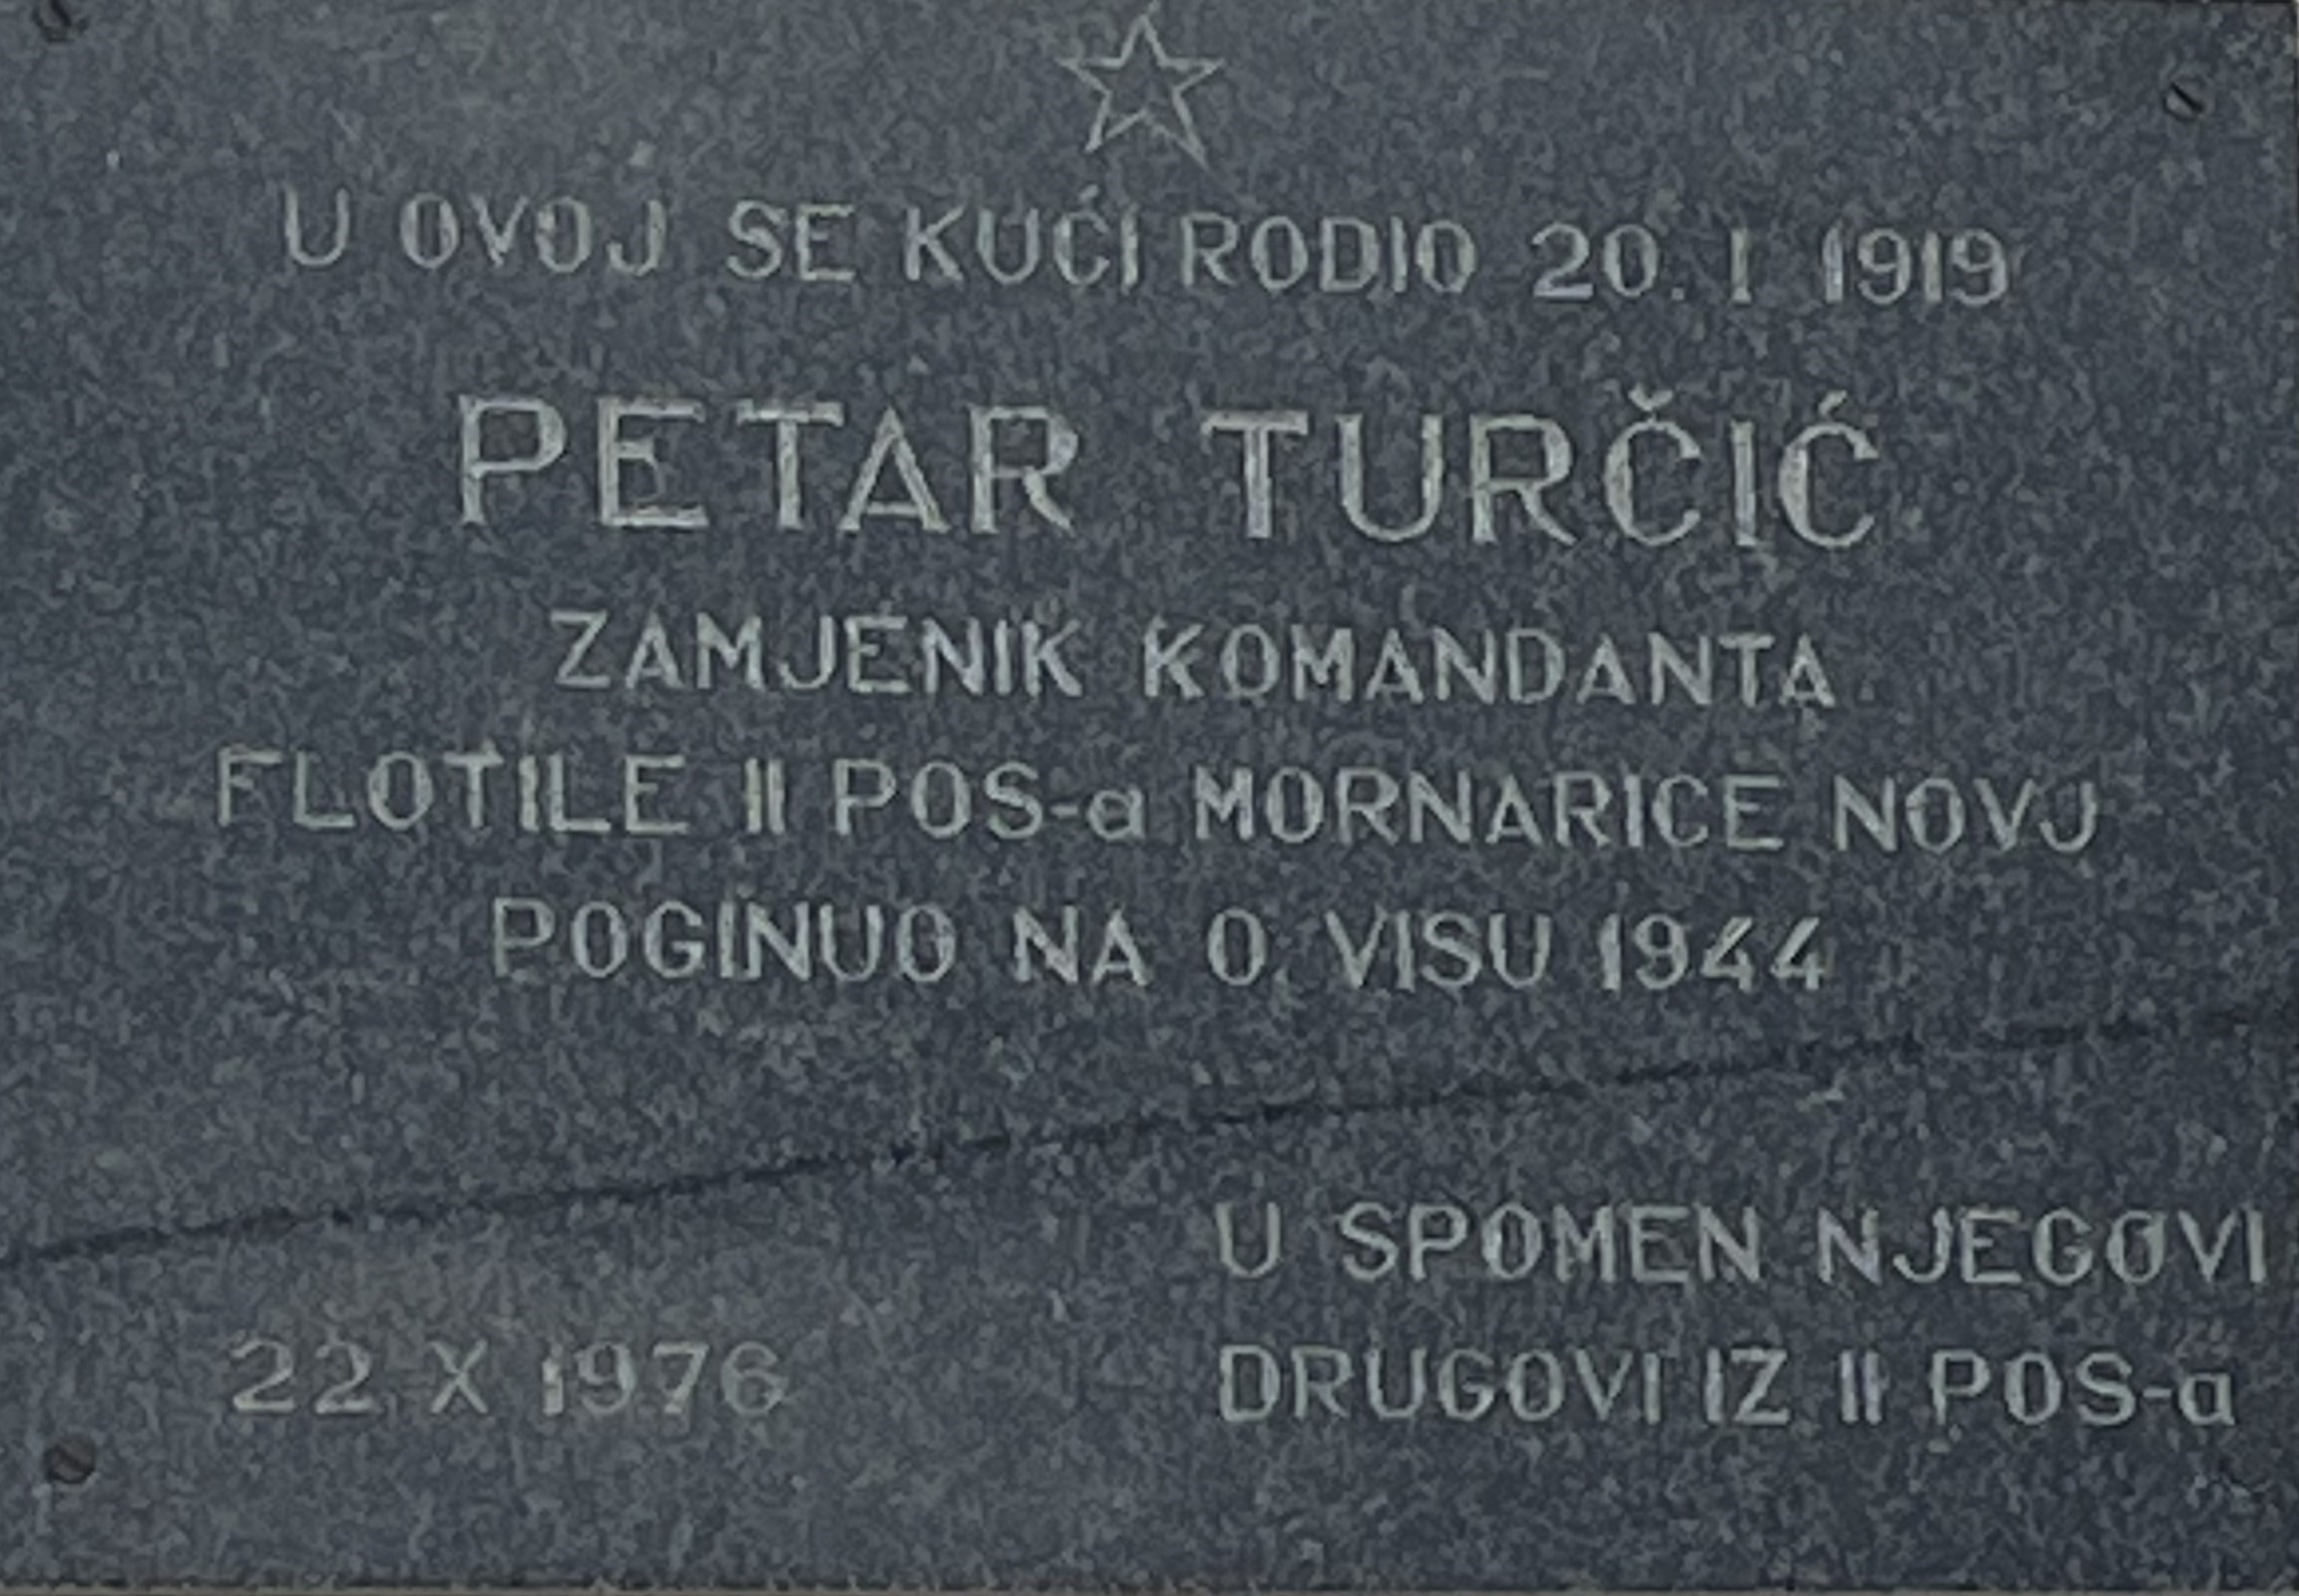 U OVOJ SE KUĆI RODIO 20. I 1919
PETAR TURČIĆ
ZAMJENIK KOMANDANTA
FLOTILE II POS-a MORNARICE NOVJ
POGINUO NA O. VISU 1944
U SPOMEN NJEGOVI
22. X 1976 DRUGOVI IZ II POS-a